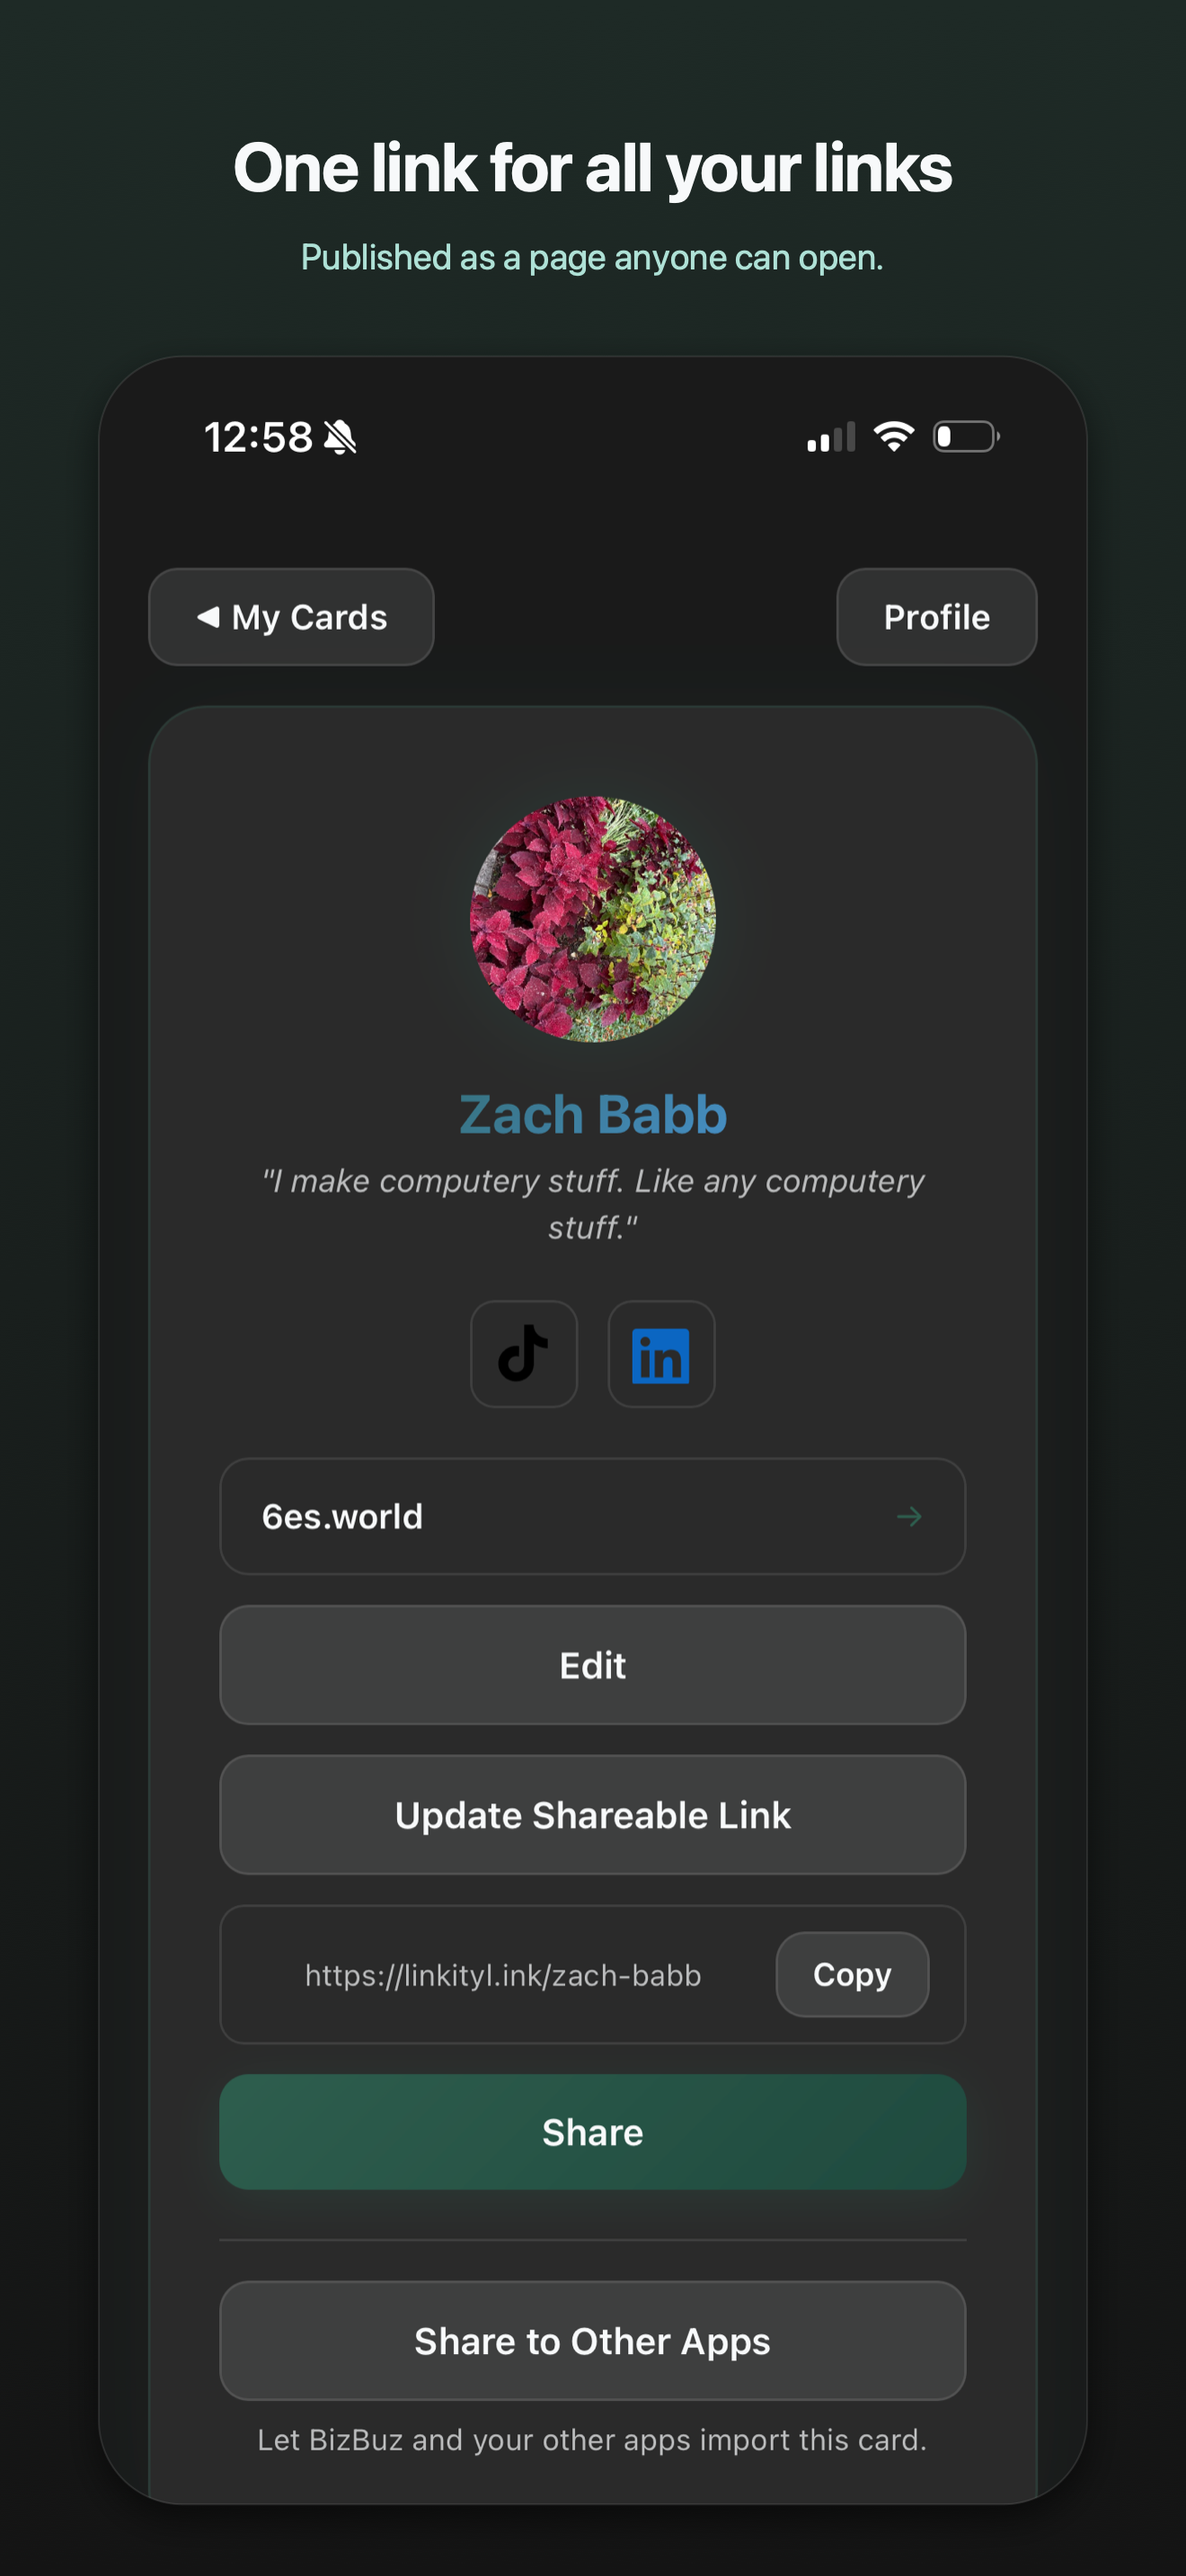 One link for all your links
Published as a page anyone can open.
12:58
◀ My Cards
Profile
Zach Babb
"I make computery stuff. Like any computery
stuff."
in
6es.world →
Edit
Update Shareable Link
https://linkityl.ink/zach-babb
Copy
Share
Share to Other Apps
Let BizBuz and your other apps import this card.